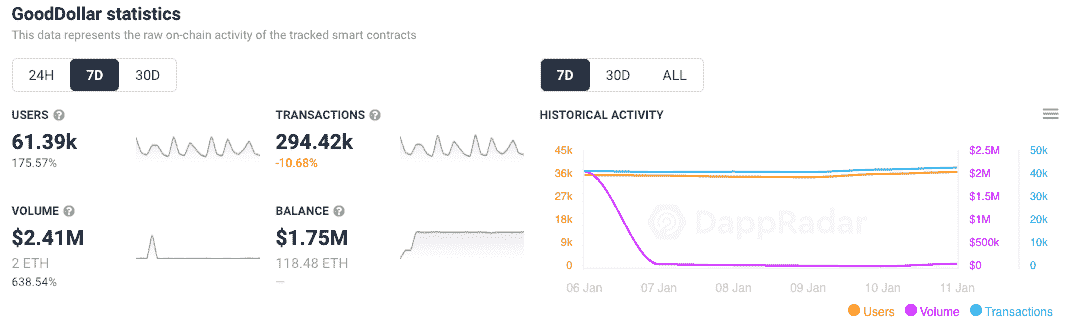 GoodDollar statistics
This data represents the raw on-chain activity of the tracked smart contracts
24H 7D 30D
USERS ?
61.39k
175.57%
TRANSACTIONS ?
294.42k
-10.68%
VOLUME ?
$2.41M
2 ETH
638.54%
BALANCE ?
$1.75M
118.48 ETH
—
7D 30D ALL
HISTORICAL ACTIVITY
45k $2.5M 50k
36k $2M 40k
27k $1.5M 30k
18k $1M 20k
9k $500k 10k
0 $0 0
DappRadar
06 Jan 07 Jan 08 Jan 09 Jan 10 Jan 11 Jan
Users Volume Transactions